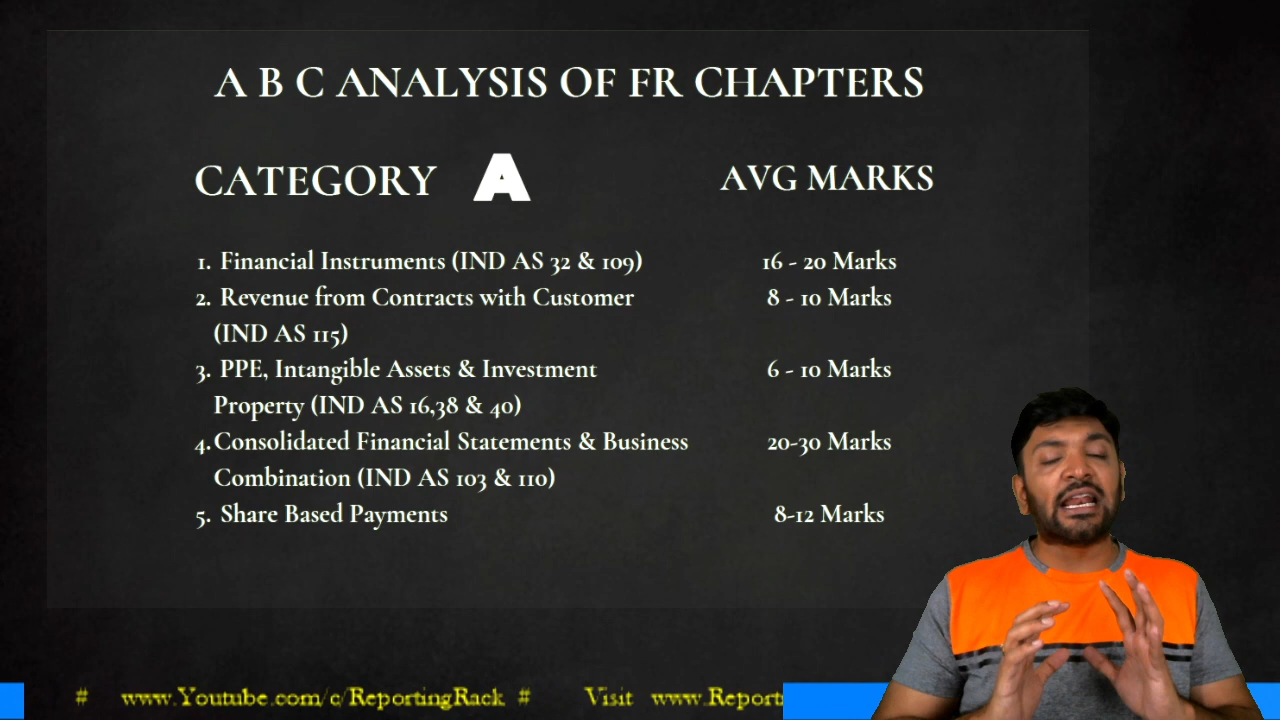 A B C ANALYSIS OF FR CHAPTERS
CATEGORY A AVG MARKS
1. Financial Instruments (IND AS 32 & 109) 16 - 20 Marks
2. Revenue from Contracts with Customer 8 - 10 Marks
(IND AS 115)
3. PPE, Intangible Assets & Investment 6 - 10 Marks
Property (IND AS 16,38 & 40)
4. Consolidated Financial Statements & Business 20-30 Marks
Combination (IND AS 103 & 110)
5. Share Based Payments 8-12 Marks
# www.Youtube.com/c/ReportingRack # Visit www.Report